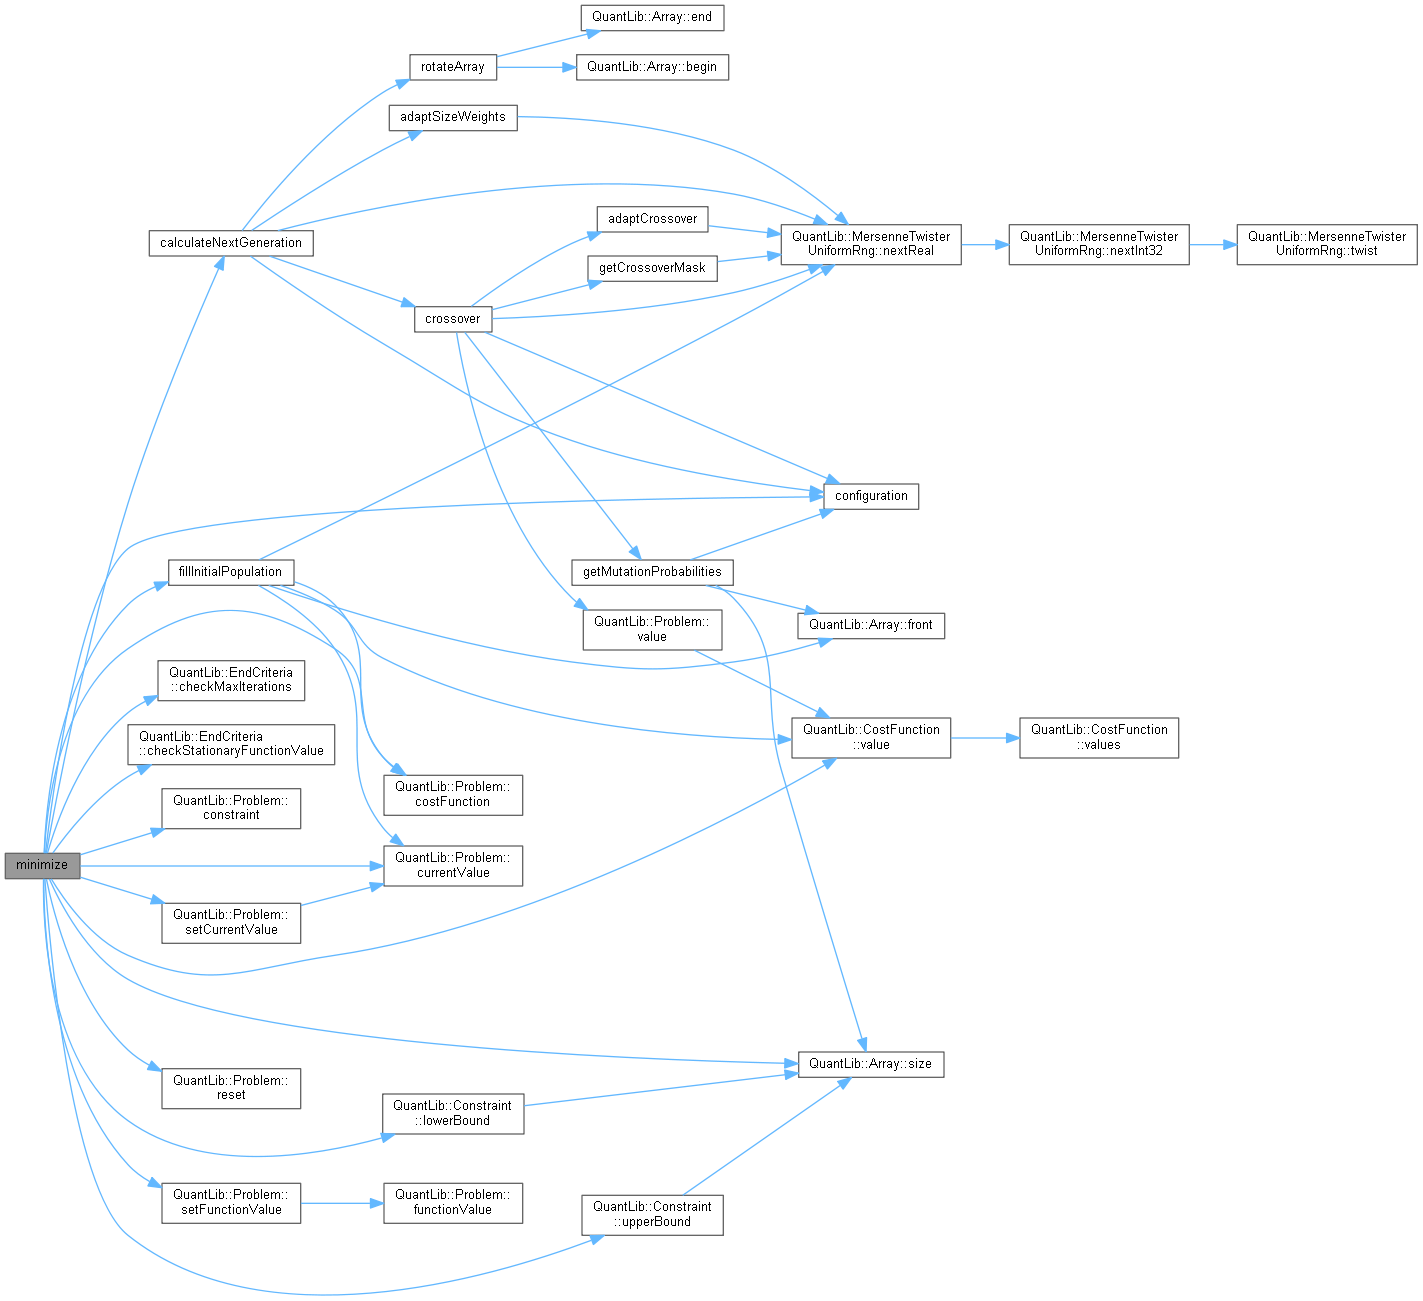 QuantLib::Array::end
rotateArray
QuantLib::Array::begin
adaptSizeWeights
adaptCrossover
calculateNextGeneration
QuantLib::MersenneTwister
UniformRng::nextReal
QuantLib::MersenneTwister
UniformRng::nextInt32
QuantLib::MersenneTwister
UniformRng::twist
getCrossoverMask
crossover
configuration
fillInitialPopulation
getMutationProbabilities
QuantLib::Problem::
value
QuantLib::Array::front
QuantLib::EndCriteria
::checkMaxIterations
QuantLib::EndCriteria
::checkStationaryFunctionValue
QuantLib::CostFunction
::value
QuantLib::CostFunction
::values
QuantLib::Problem::
costFunction
QuantLib::Problem::
constraint
minimize
QuantLib::Problem::
currentValue
QuantLib::Problem::
setCurrentValue
QuantLib::Array::size
QuantLib::Problem::
reset
QuantLib::Constraint
::lowerBound
QuantLib::Problem::
setFunctionValue
QuantLib::Problem::
functionValue
QuantLib::Constraint
::upperBound